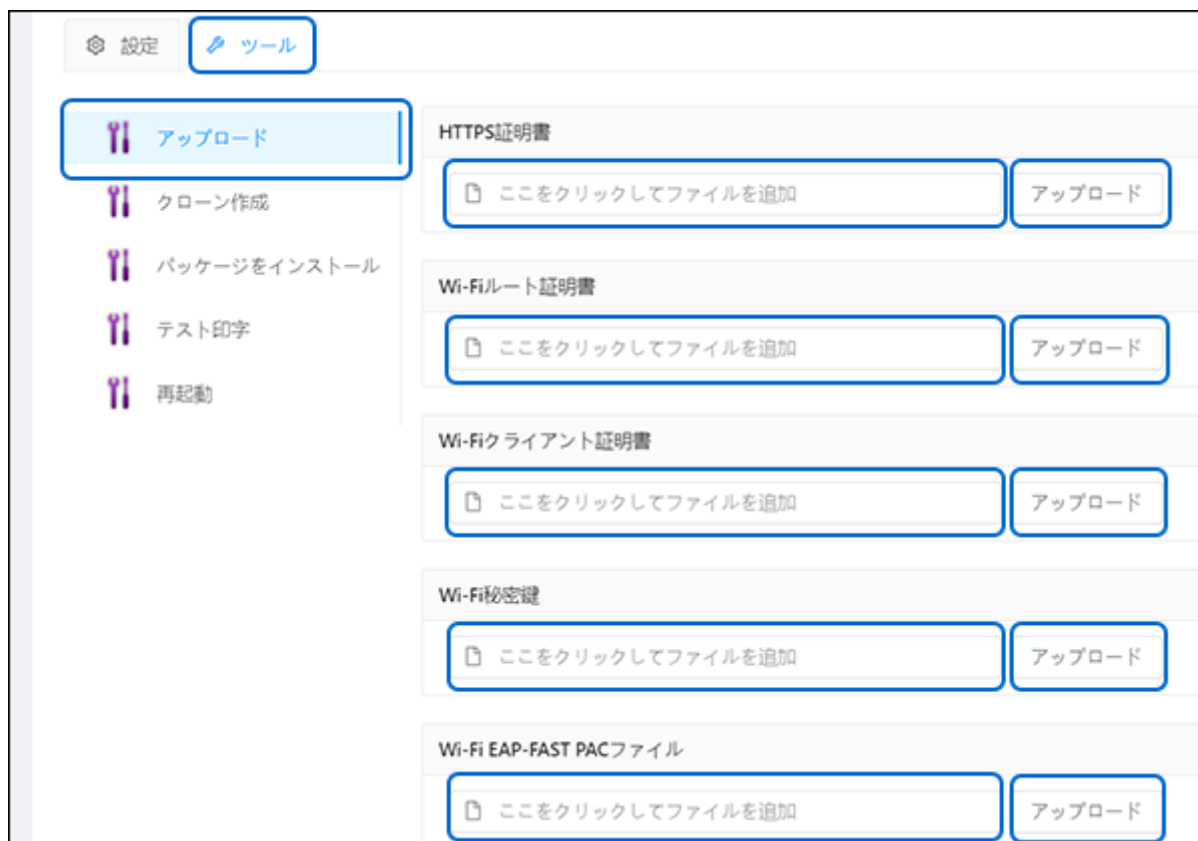 設定
ツール
アップロード
クローン作成
パッケージをインストール
テスト印字
再起動
HTTPS証明書
ここをクリックしてファイルを追加 アップロード
Wi-Fiルート証明書
ここをクリックしてファイルを追加 アップロード
Wi-Fiクライアント証明書
ここをクリックしてファイルを追加 アップロード
Wi-Fi秘密鍵
ここをクリックしてファイルを追加 アップロード
Wi-Fi EAP-FAST PACファイル
ここをクリックしてファイルを追加 アップロード